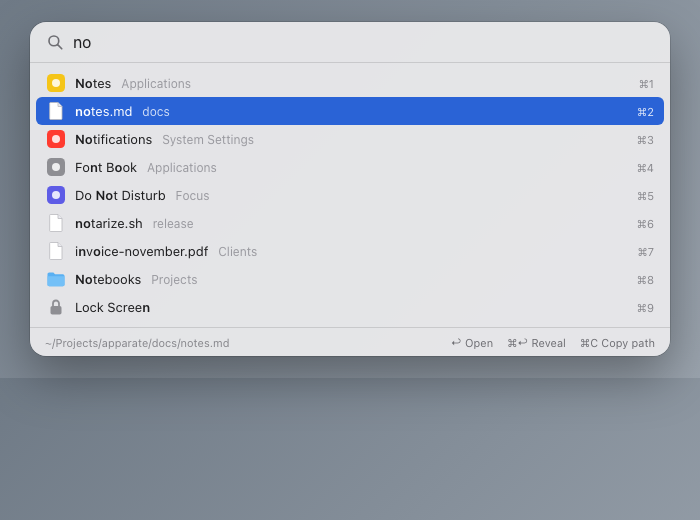 no
Notes Applications ⌘1
notes.md docs ⌘2
Notifications System Settings ⌘3
Font Book Applications ⌘4
Do Not Disturb Focus ⌘5
notarize.sh release ⌘6
invoice-november.pdf Clients ⌘7
Notebooks Projects ⌘8
Lock Screen ⌘9
~/Projects/apparate/docs/notes.md ↩ Open ⌘↩ Reveal ⌘C Copy path